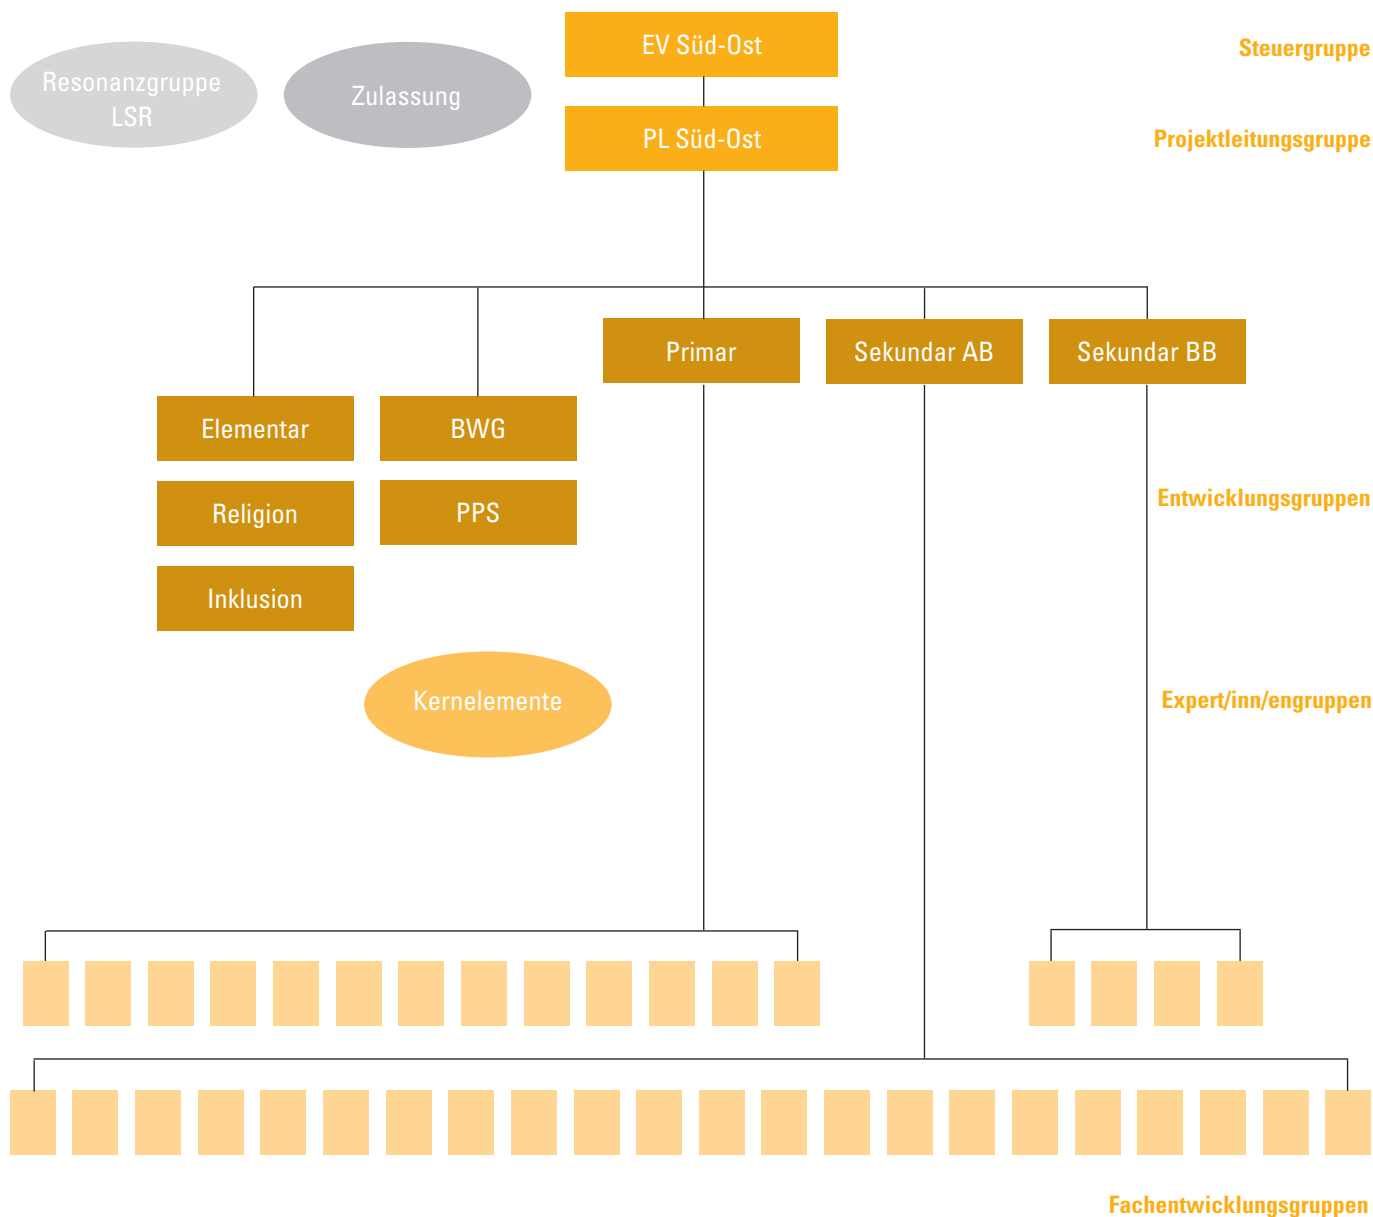 EV Süd-Ost
Steuergruppe
Resonanzgruppe
LSR
Zulassung
PL Süd-Ost
Projektleitungsgruppe
Primar
Sekundar AB
Sekundar BB
Elementar
BWG
Religion
PPS
Entwicklungsgruppen
Inklusion
Kernelemente
Expert/inn/engruppen
Fachentwicklungsgruppen